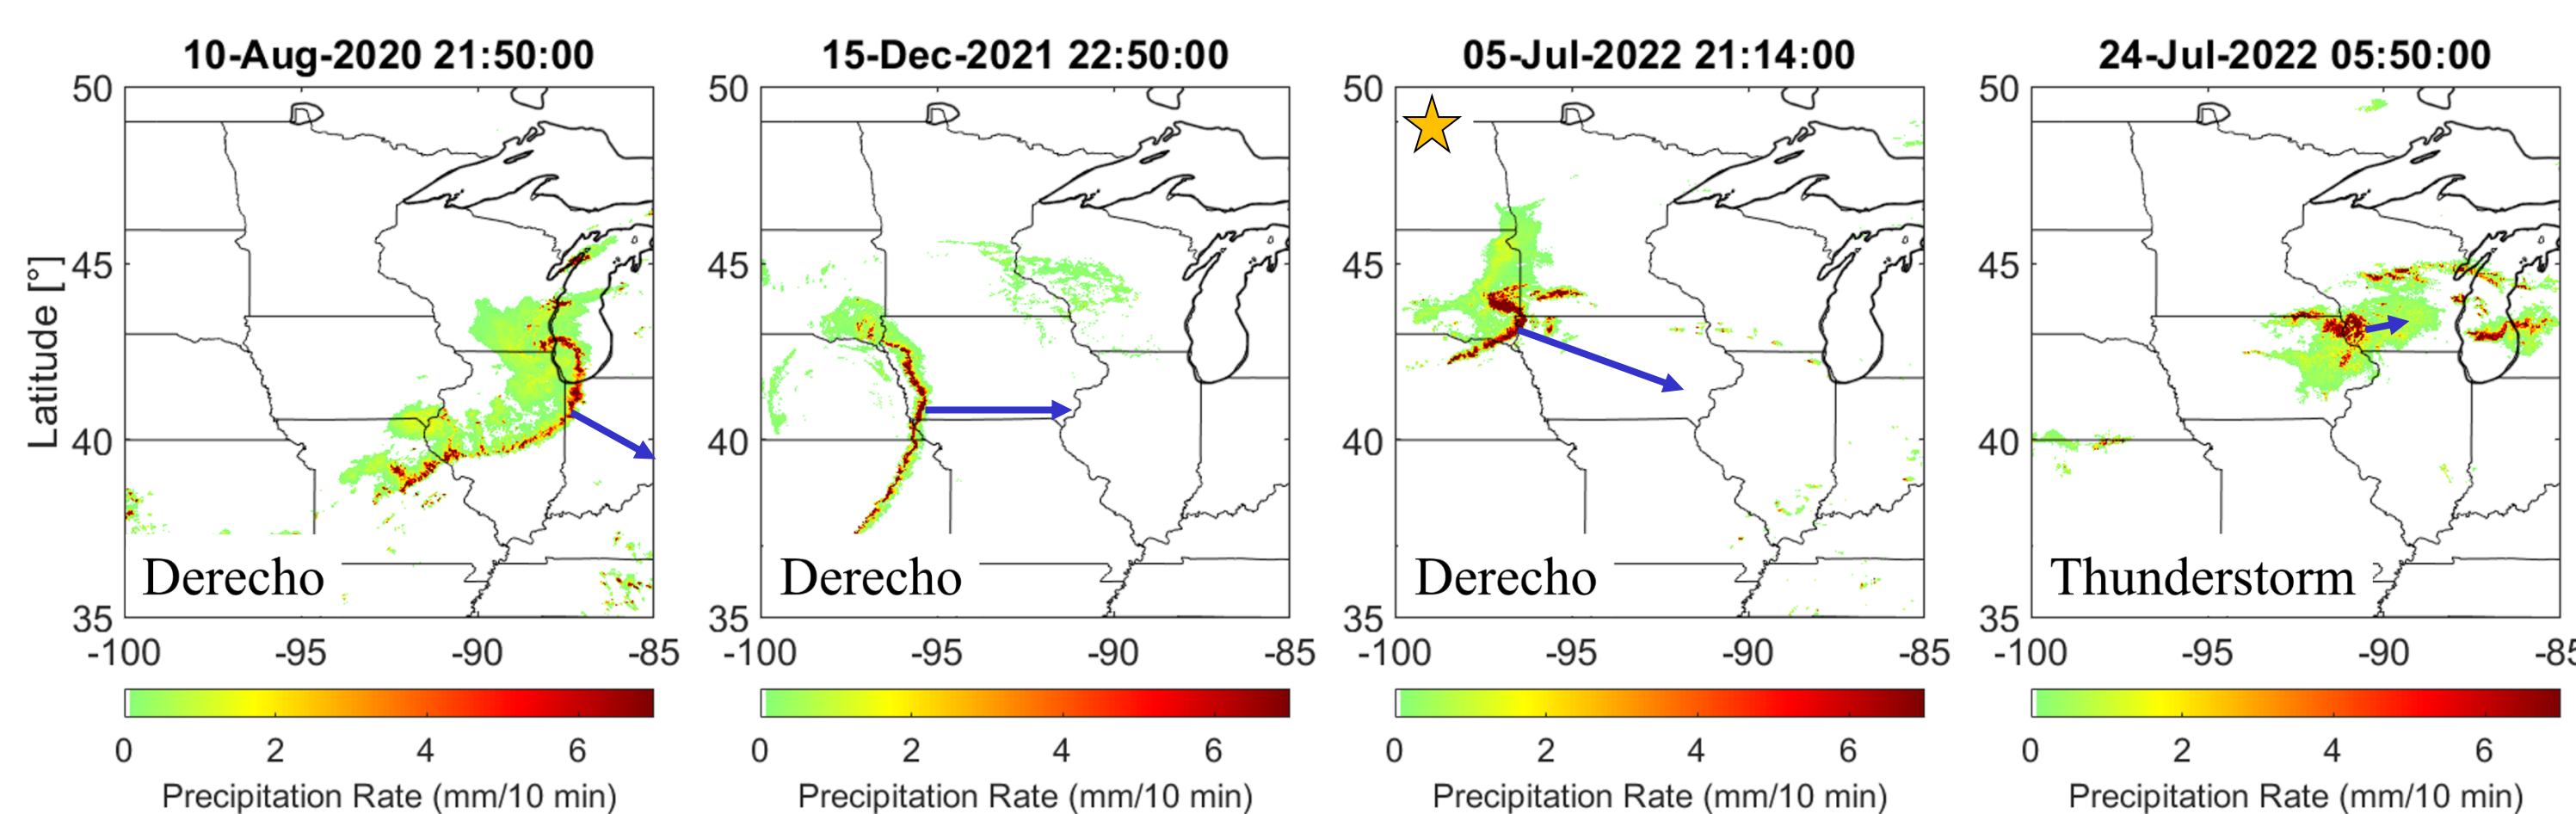 10-Aug-2020 21:50:00 15-Dec-2021 22:50:00 05-Jul-2022 21:14:00 24-Jul-2022 05:50:00
50 50 50 50
45 45 45 45
Latitude [°]
40 40 40 40
Derecho Derecho Derecho Thunderstorm
35 35 35 35
-100 -95 -90 -85 -100 -95 -90 -85 -100 -95 -90 -85 -100 -95 -90 -85
0 2 4 6 0 2 4 6 0 2 4 6 0 2 4 6
Precipitation Rate (mm/10 min) Precipitation Rate (mm/10 min) Precipitation Rate (mm/10 min) Precipitation Rate (mm/10 min)